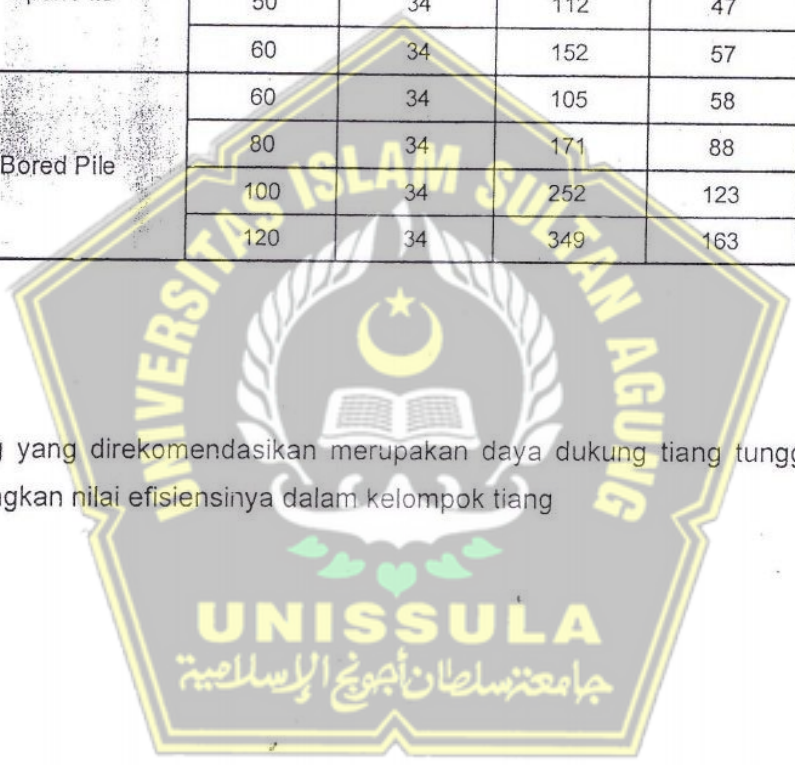 50 34 112 47
60 34 152 57
60 34 105 58
Bored Pile
80 34 171 88
100 34 252 123
120 34 349 163
UNIVERSITAS ISLAM SULTAN AGUNG
yang direkomendasikan merupakan daya dukung tiang
nilai efisiensinya dalam kelompok tiang
UNISSULA
جامعة سلطان أجونج الإسلامية